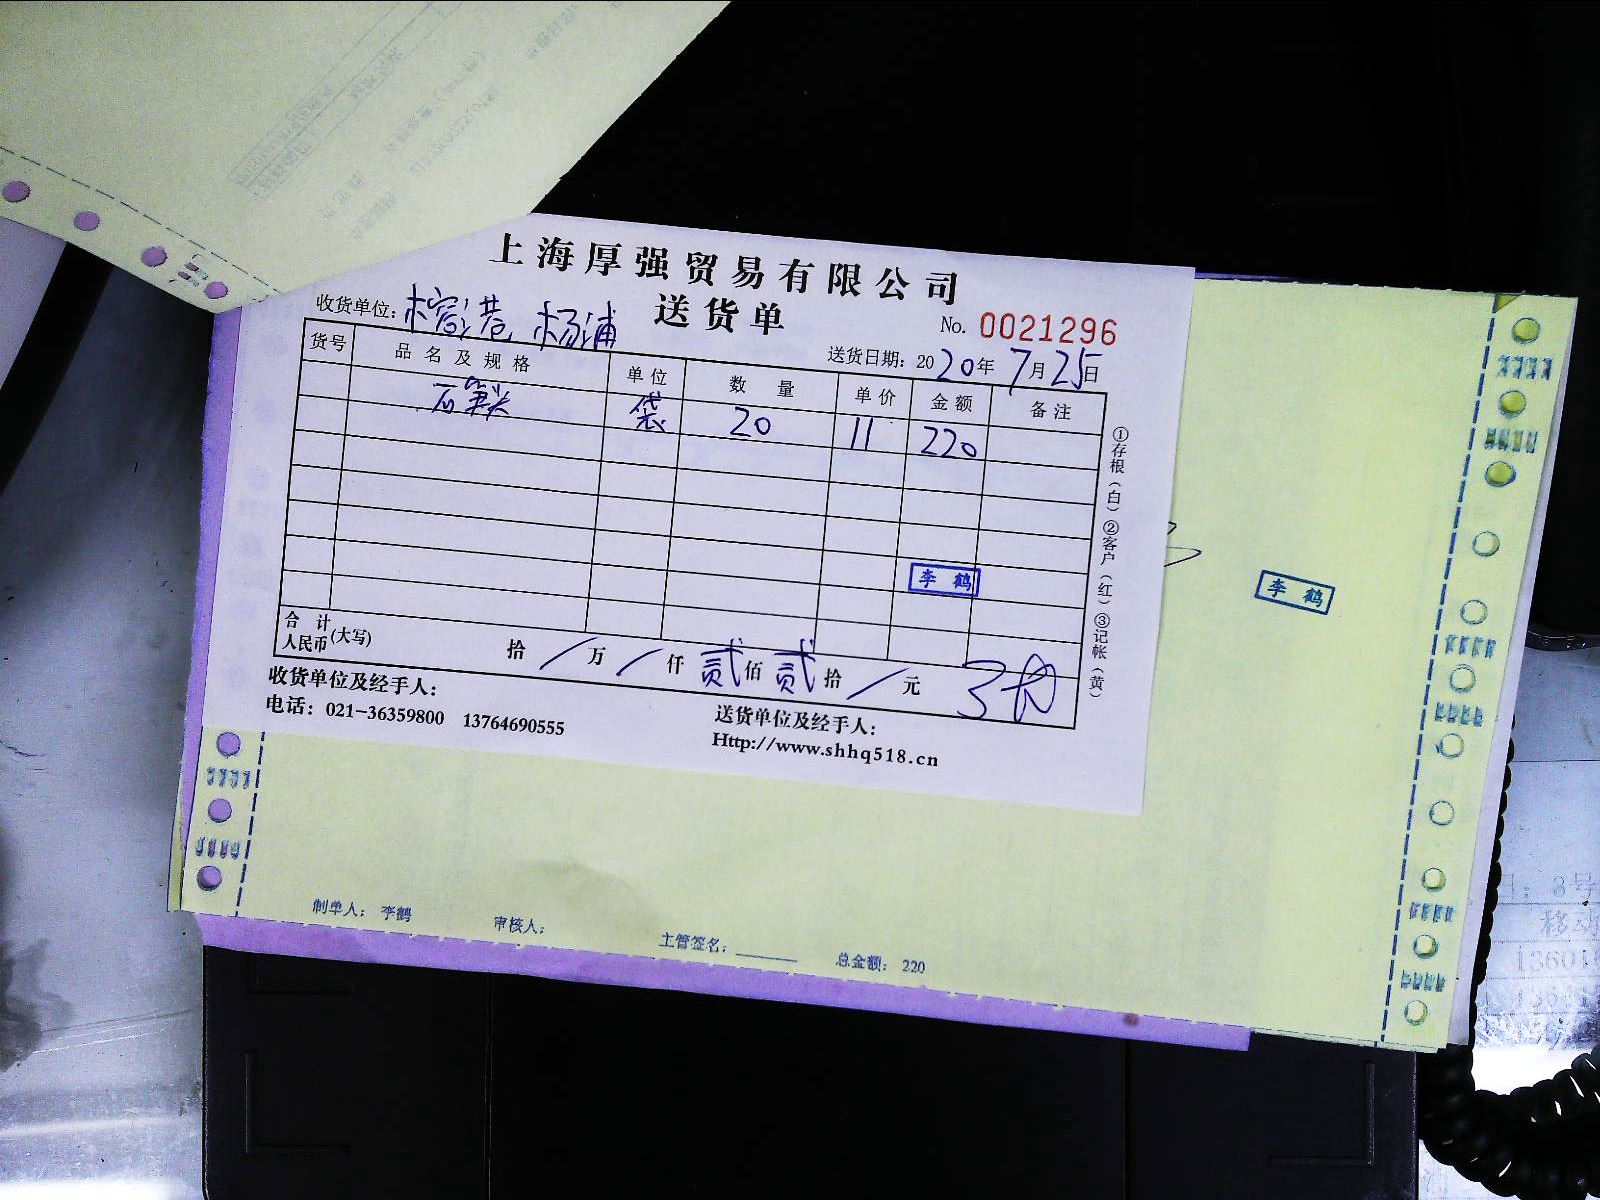 上海厚强贸易有限公司
送货单
收货单位: 榕港 杨浦
No. 0021296
送货日期: 2020年7月25日
货号 品名及规格 单位 数量 单价 金额 备注
袋 20 11 220
李鹤
李鹤
合计
人民币(大写) 拾 / 万 / 仟 贰 佰 贰 拾 / 元
①存根(白) ②客户(红) ③记帐(黄)
收货单位及经手人:
送货单位及经手人:
电话: 021-36359800 13764690555
Http://www.shhq518.cn
制单人: 李鹤 审核人: 主管签名: 总金额: 220
8号
移动